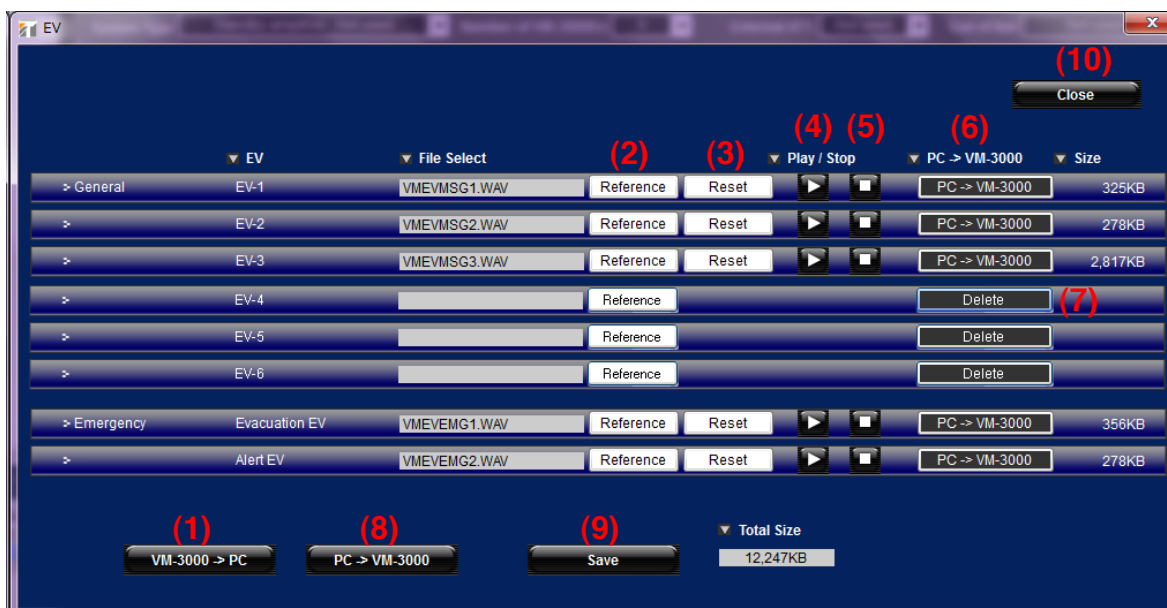 EV
(10)
Close
(4) (5) (6)
EV File Select (2) (3) Play / Stop PC -> VM-3000 Size
> General EV-1 VMEVMSG1.WAV Reference Reset PC -> VM-3000 325KB
> EV-2 VMEVMSG2.WAV Reference Reset PC -> VM-3000 278KB
> EV-3 VMEVMSG3.WAV Reference Reset PC -> VM-3000 2,817KB
> EV-4 Reference Delete (7)
> EV-5 Reference Delete
> EV-6 Reference Delete
> Emergency Evacuation EV VMEVEMG1.WAV Reference Reset PC -> VM-3000 356KB
> Alert EV VMEVEMG2.WAV Reference Reset PC -> VM-3000 278KB
(1) (8) (9) Total Size
VM-3000 -> PC PC -> VM-3000 Save 12,247KB